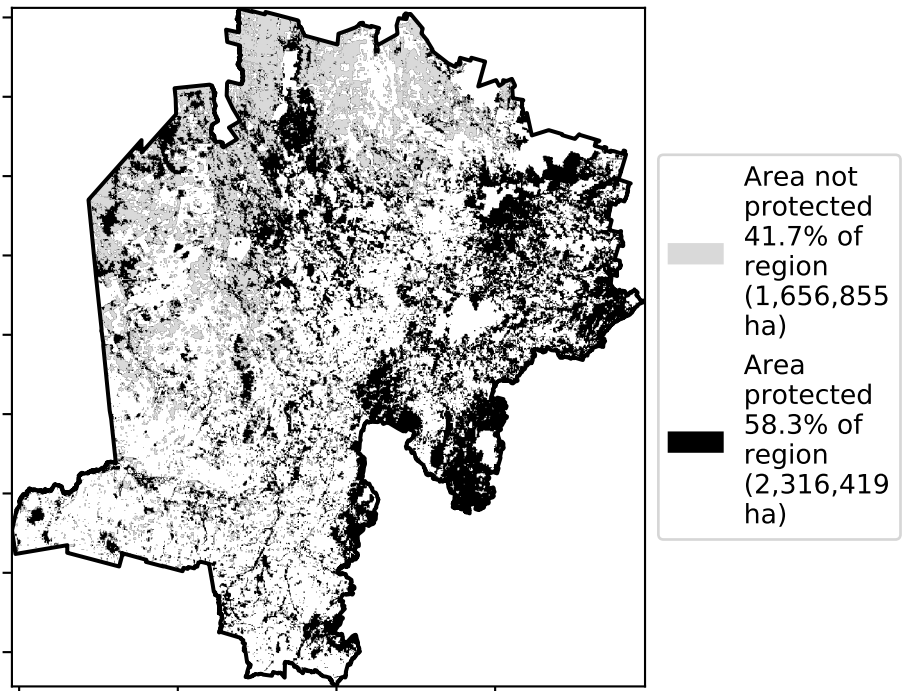 Area not
protected
41.7% of
region
(1,656,855
ha)
Area
protected
58.3% of
region
(2,316,419
ha)